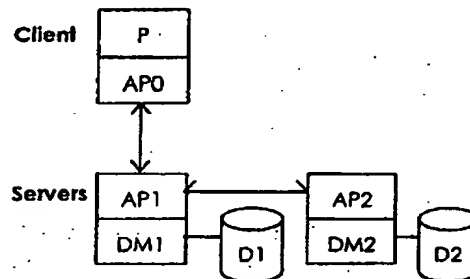 Client
P
AP0
Servers
AP1
AP2
DM1
D1
DM2
D2